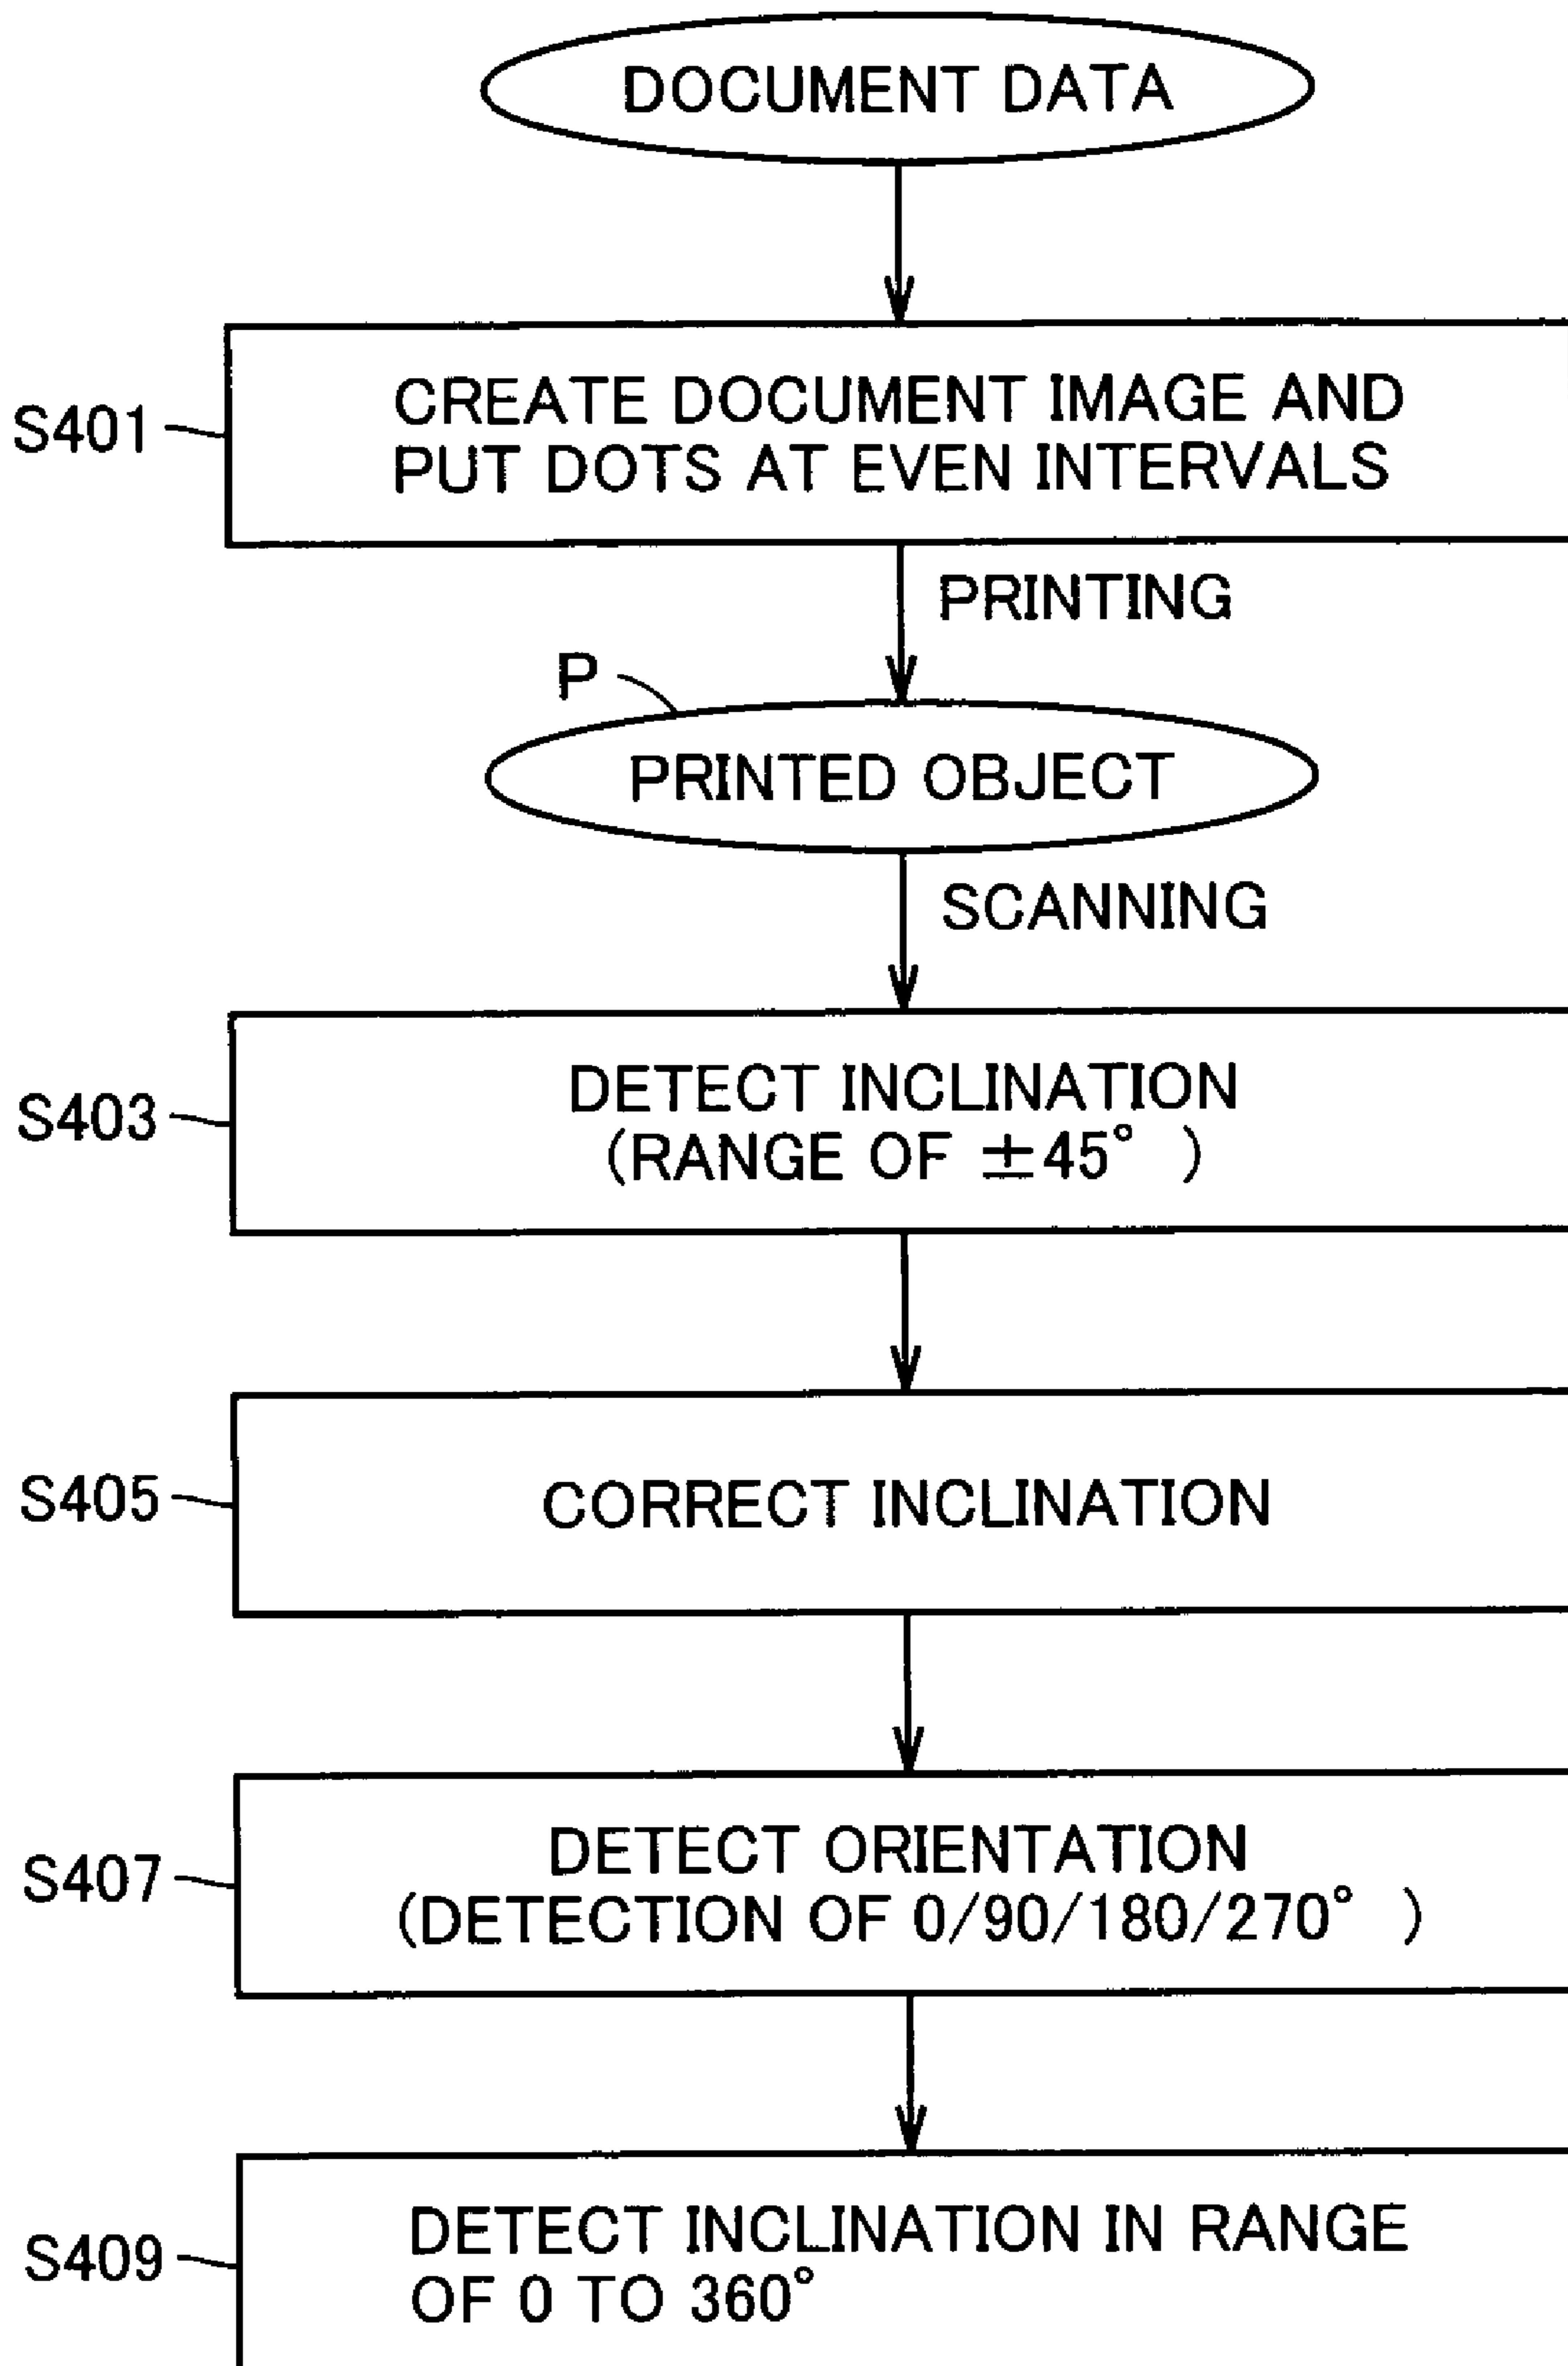 DOCUMENT DATA
S401
CREATE DOCUMENT IMAGE AND
PUT DOTS AT EVEN INTERVALS
PRINTING
P
PRINTED OBJECT
SCANNING
S403
DETECT INCLINATION
(RANGE OF ±45° )
S405
CORRECT INCLINATION
S407
DETECT ORIENTATION
(DETECTION OF 0/90/180/270° )
S409
DETECT INCLINATION IN RANGE
OF 0 TO 360°